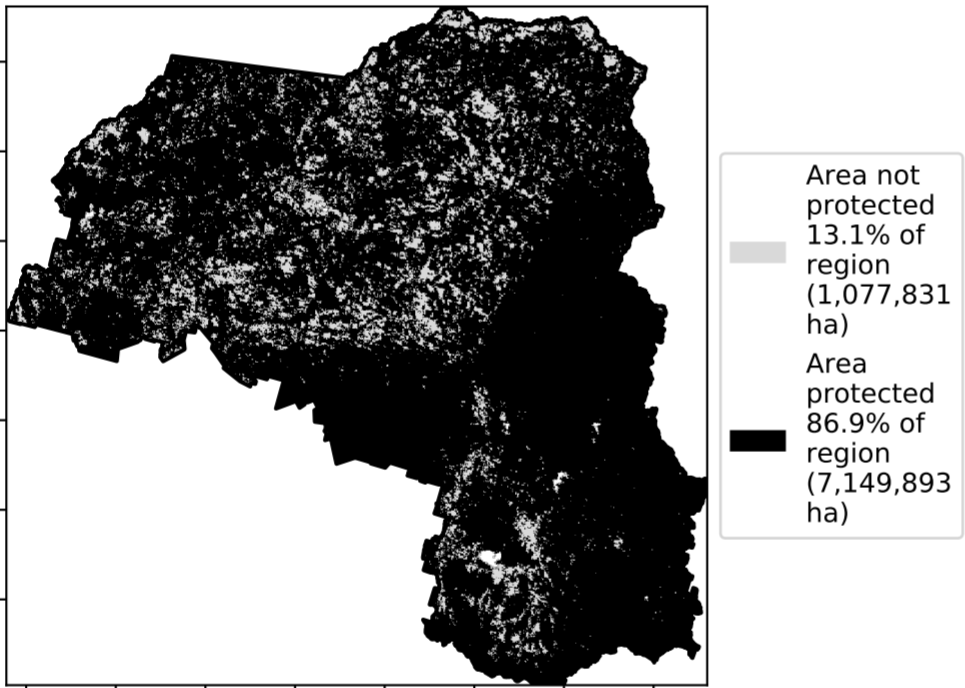 Area not
protected
13.1% of
region
(1,077,831
ha)
Area
protected
86.9% of
region
(7,149,893
ha)